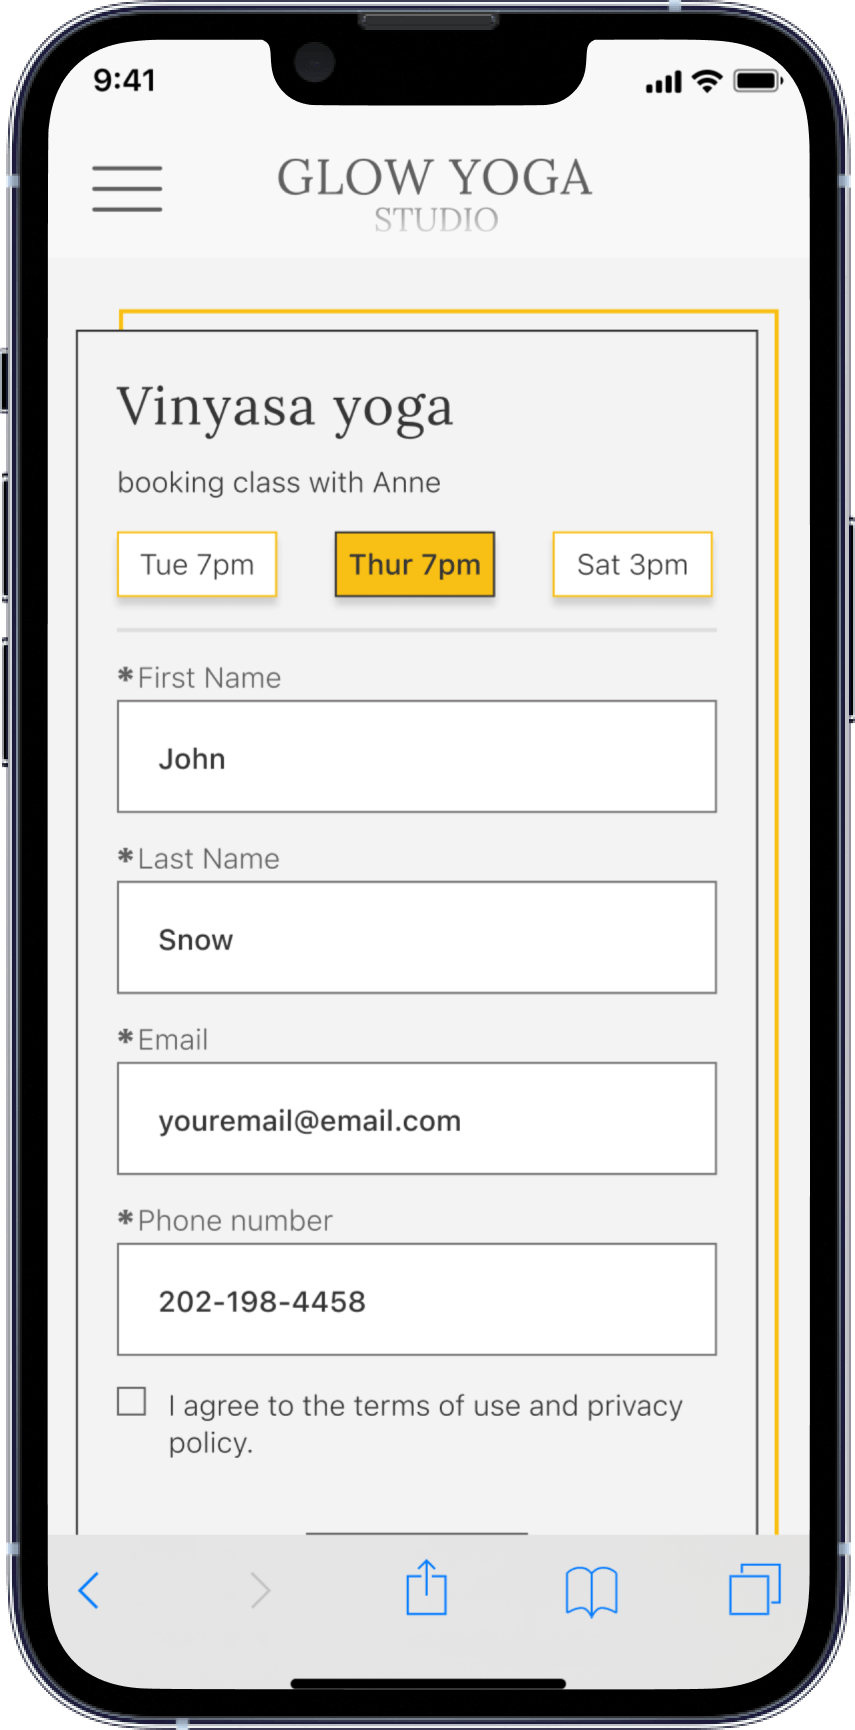 9:41
GLOW YOGA
STUDIO
Vinyasa yoga
booking class with Anne
Tue 7pm Thur 7pm Sat 3pm
*First Name
John
*Last Name
Snow
*Email
youremail@email.com
*Phone number
202-198-4458
I agree to the terms of use and privacy
policy.